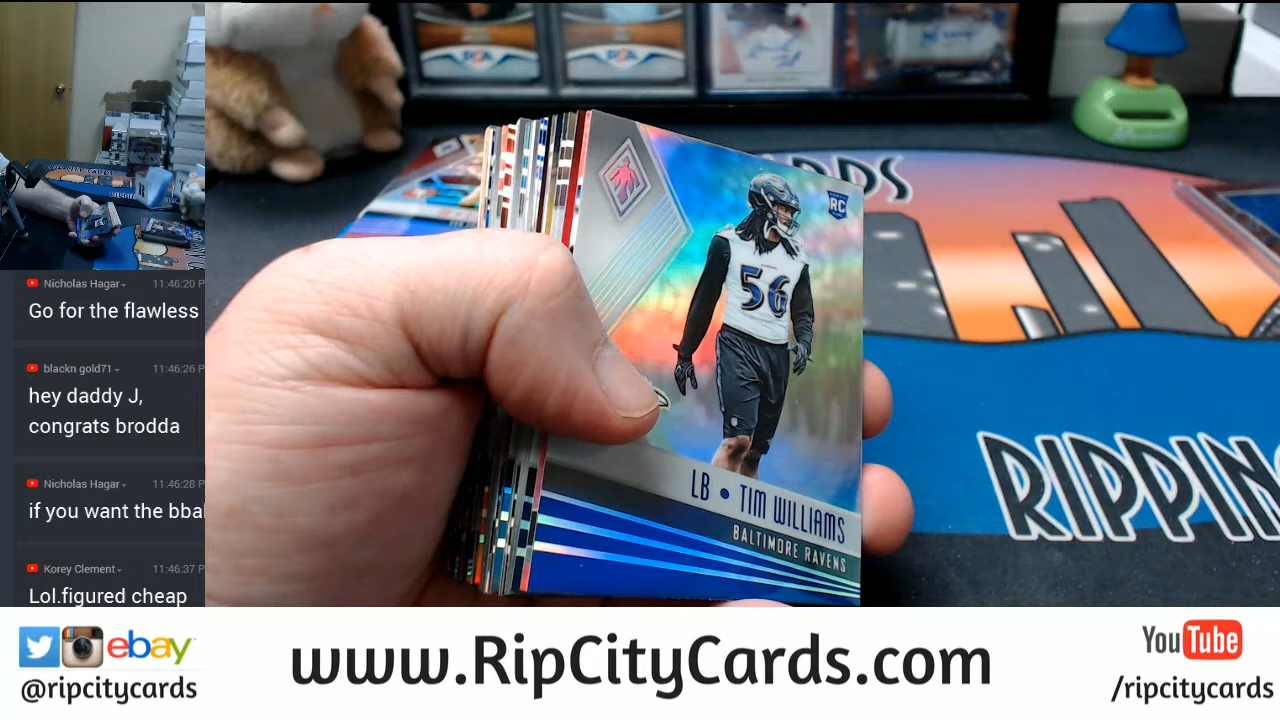 Nicholas Hagar
11:46:20 P
Go for the flawless
blackn gold71
11:46:26 P
hey daddy J,
congrats brodda
Nicholas Hagar
11:46:28 P
if you want the bbal
Korey Clement
11:46:37 P
Lol.figured cheap
RDS
RC
56
LB • TIM WILLIAMS
BALTIMORE RAVENS
RIPPIN
ebay
@ripcitycards
www.RipCityCards.com
YouTube
/ripcitycards